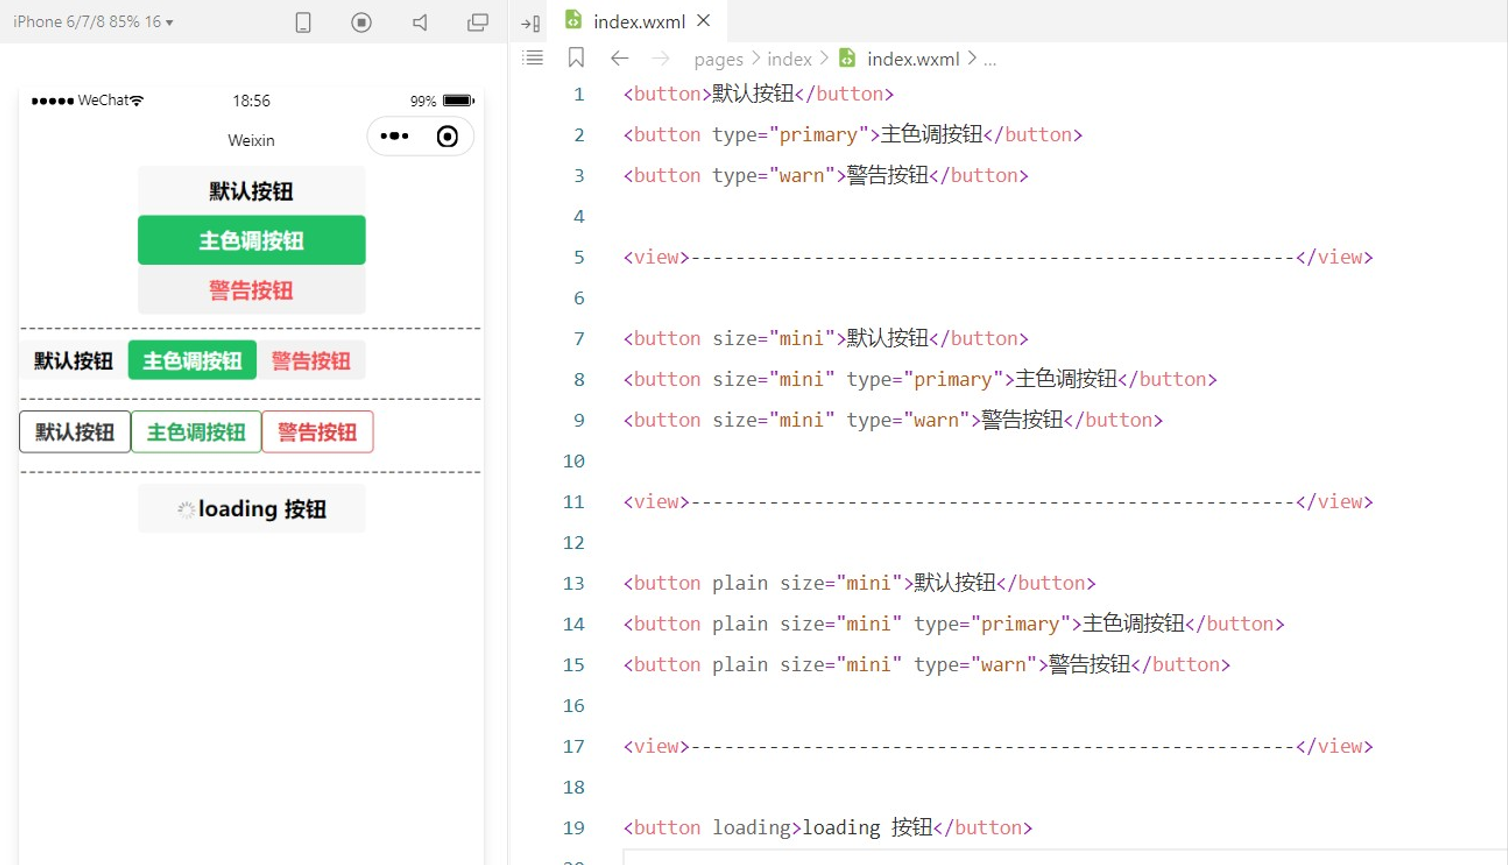 iPhone 6/7/8 85% 16
WeChat 18:56 99%
Weixin
默认按钮
主色调按钮
警告按钮
------------------------------------------------------
默认按钮 主色调按钮 警告按钮
------------------------------------------------------
默认按钮 主色调按钮 警告按钮
------------------------------------------------------
loading 按钮
index.wxml
pages > index > index.wxml > ...
1 <button>默认按钮</button>
2 <button type="primary">主色调按钮</button>
3 <button type="warn">警告按钮</button>
4
5 <view>------------------------------------------------------</view>
6
7 <button size="mini">默认按钮</button>
8 <button size="mini" type="primary">主色调按钮</button>
9 <button size="mini" type="warn">警告按钮</button>
10
11 <view>------------------------------------------------------</view>
12
13 <button plain size="mini">默认按钮</button>
14 <button plain size="mini" type="primary">主色调按钮</button>
15 <button plain size="mini" type="warn">警告按钮</button>
16
17 <view>------------------------------------------------------</view>
18
19 <button loading>loading 按钮</button>